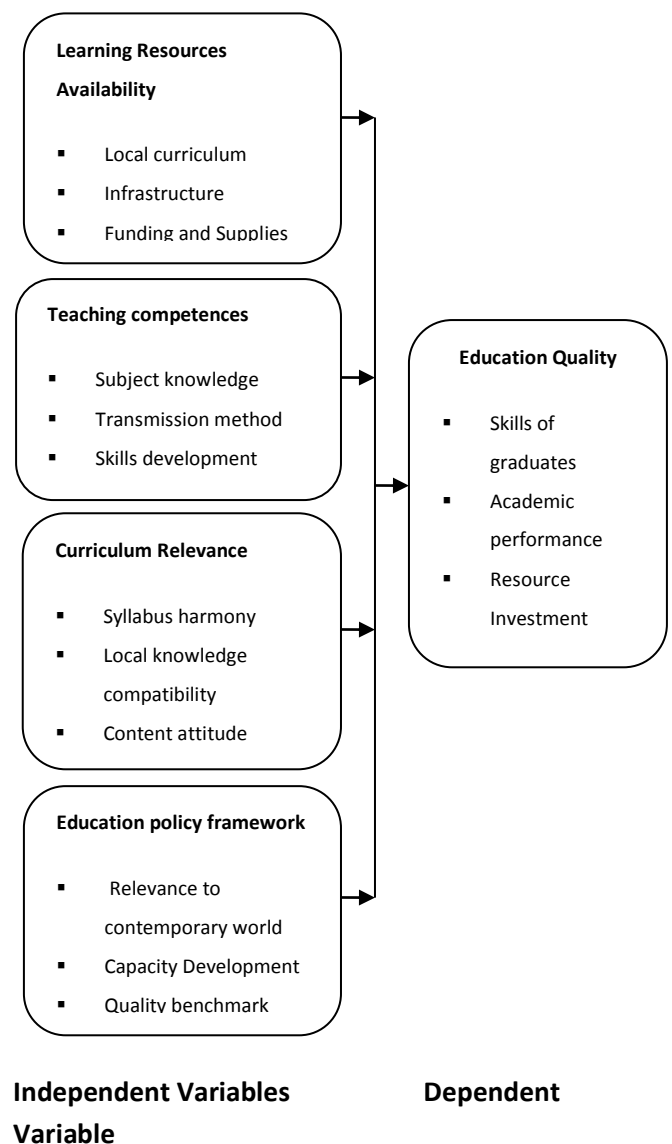 Learning Resources
Availability
▪ Local curriculum
▪ Infrastructure
▪ Funding and Supplies
Teaching competences
▪ Subject knowledge
▪ Transmission method
▪ Skills development
Curriculum Relevance
▪ Syllabus harmony
▪ Local knowledge
compatibility
▪ Content attitude
Education policy framework
▪ Relevance to
contemporary world
▪ Capacity Development
▪ Quality benchmark
Education Quality
▪ Skills of
graduates
▪ Academic
performance
▪ Resource
Investment
Independent Variables Dependent
Variable